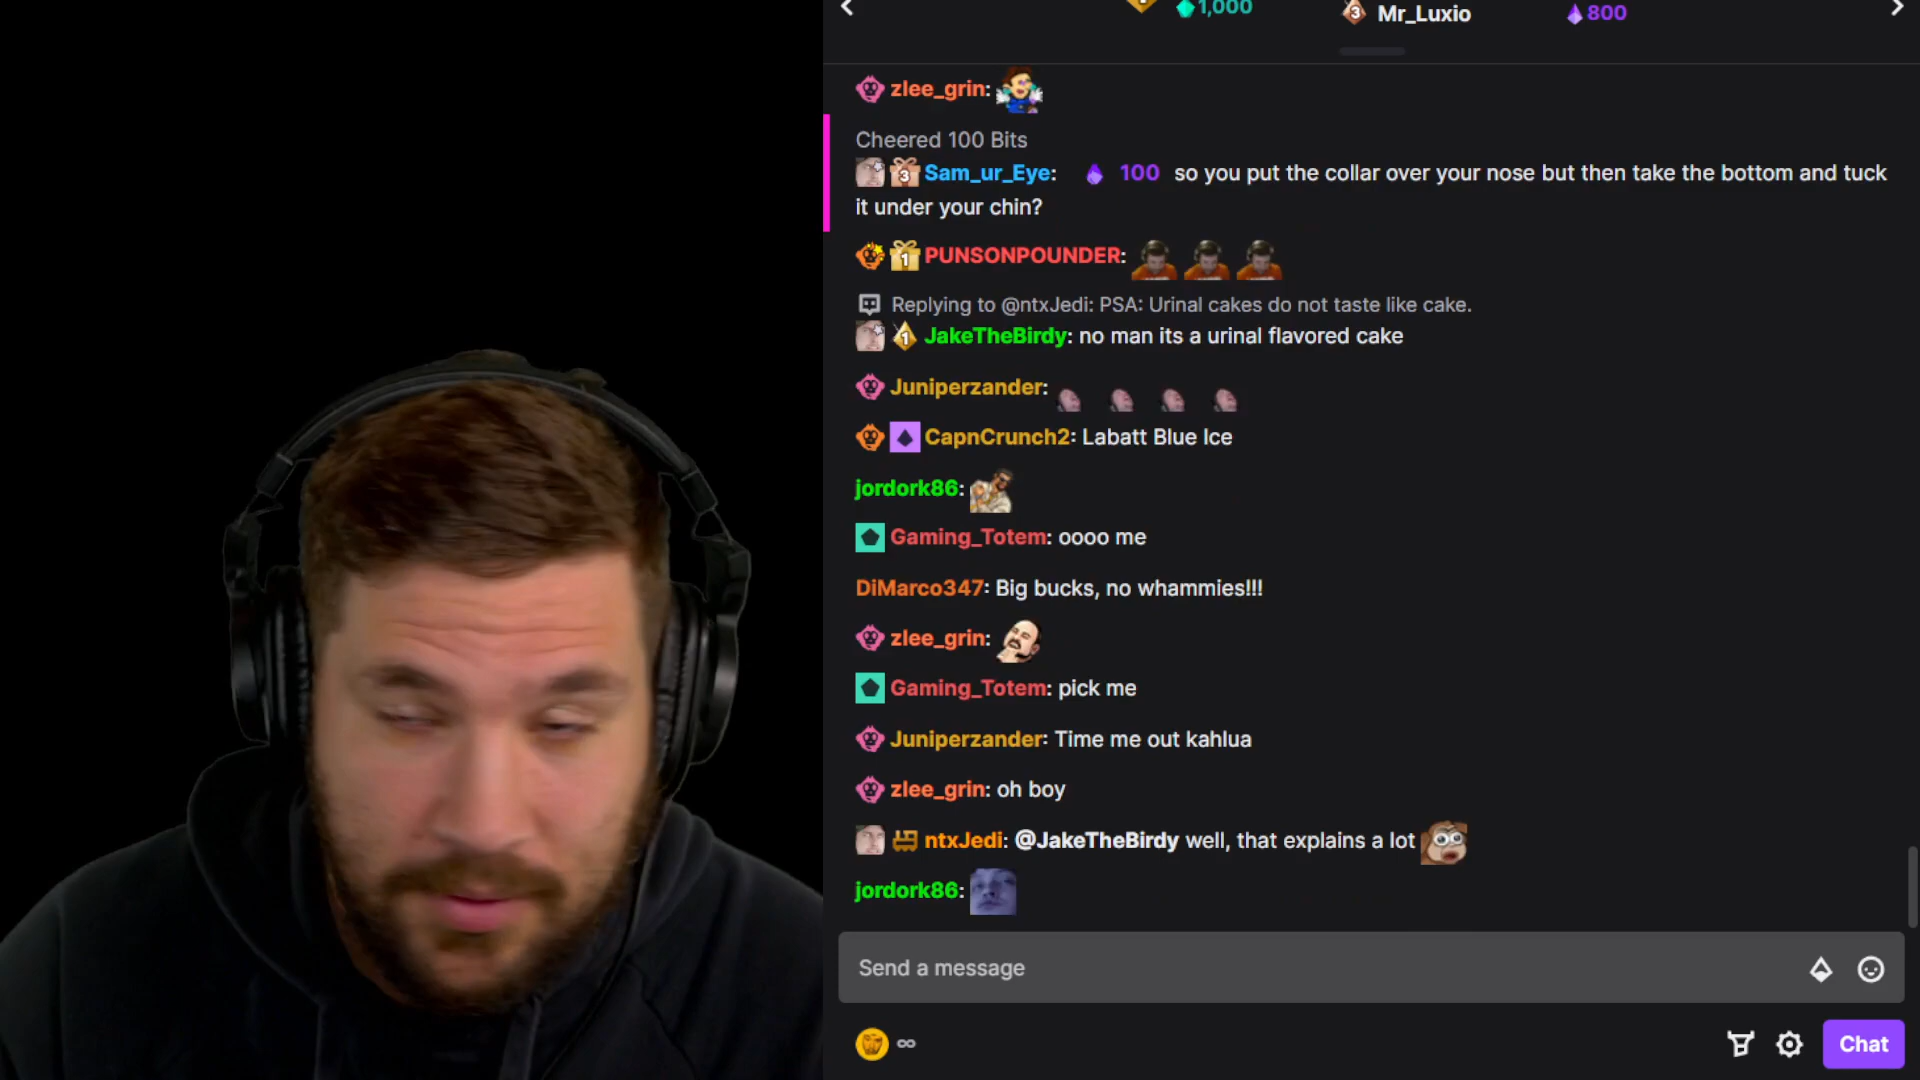 1,000
3 Mr_Luxio
800
zlee_grin:
Cheered 100 Bits
3 Sam_ur_Eye: 100 so you put the collar over your nose but then take the bottom and tuck
it under your chin?
1 PUNSONPOUNDER:
Replying to @ntxJedi: PSA: Urinal cakes do not taste like cake.
1 JakeTheBirdy: no man its a urinal flavored cake
Juniperzander:
CapnCrunch2: Labatt Blue Ice
jordork86:
Gaming_Totem: oooo me
DiMarco347: Big bucks, no whammies!!!
zlee_grin:
Gaming_Totem: pick me
Juniperzander: Time me out kahlua
zlee_grin: oh boy
ntxJedi: @JakeTheBirdy well, that explains a lot
jordork86:
Send a message
∞
Chat